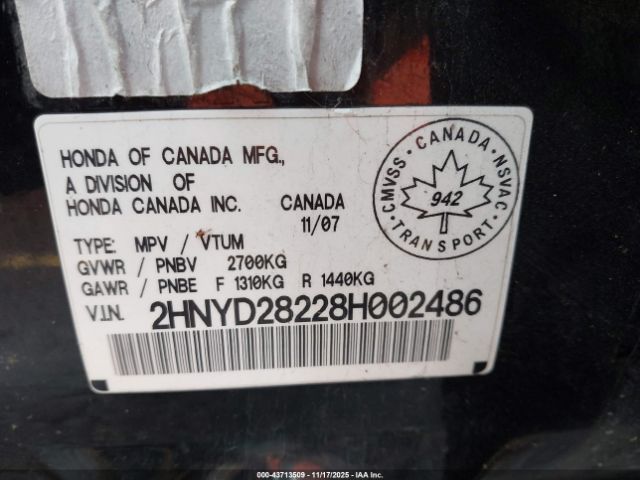 HONDA OF CANADA MFG.,
A DIVISION OF
HONDA CANADA INC. CANADA
11/07
TYPE: MPV / VTUM
GVWR / PNBV 2700KG
GAWR / PNBE F 1310KG R 1440KG
V.I.N. 2HNYD28228H002486
CMVSS • CANADA • NSVAC
942
• TRANSPORT •
000-43713509 - 11/17/2025 - IAA Corp.